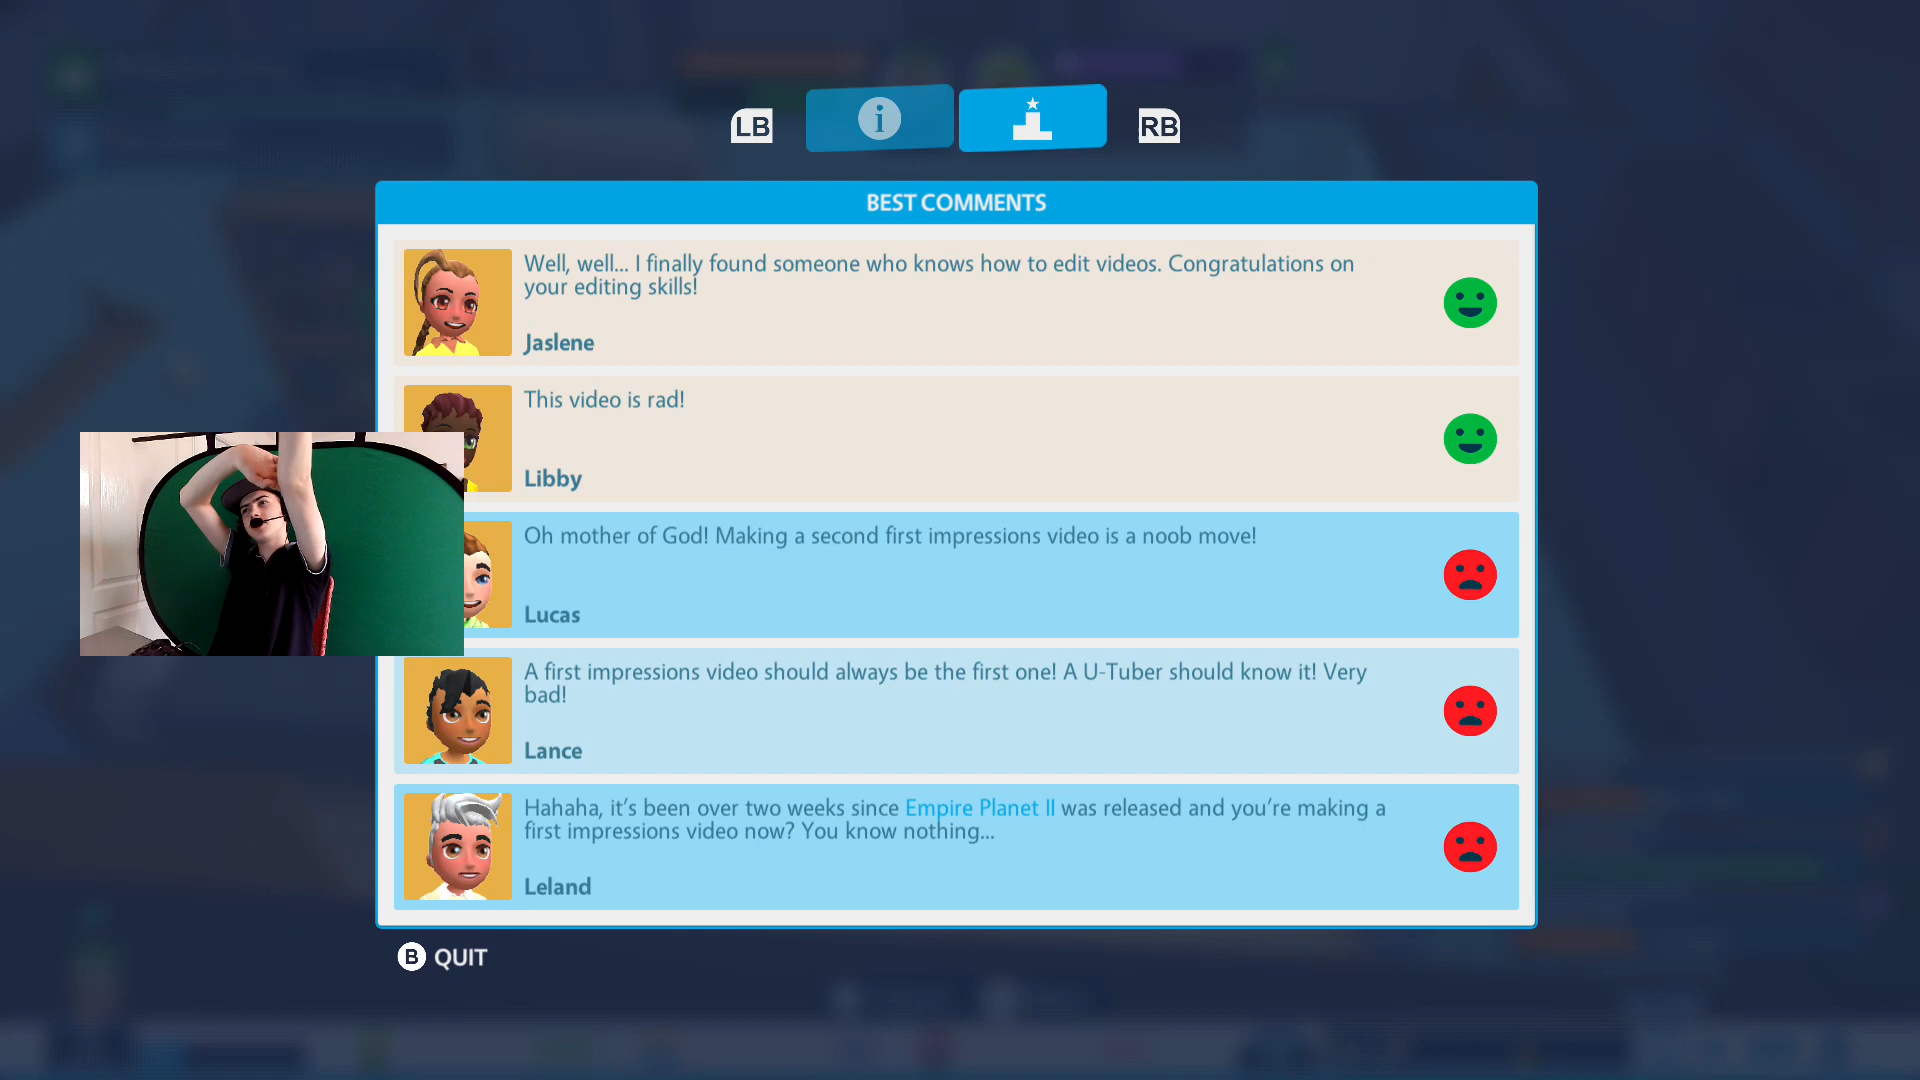 LB
i
RB
BEST COMMENTS
Well, well... I finally found someone who knows how to edit videos. Congratulations on
your editing skills!
Jaslene
This video is rad!
Libby
Oh mother of God! Making a second first impressions video is a noob move!
Lucas
A first impressions video should always be the first one! A U-Tuber should know it! Very
bad!
Lance
Hahaha, it's been over two weeks since Empire Planet II was released and you're making a
first impressions video now? You know nothing...
Leland
B QUIT